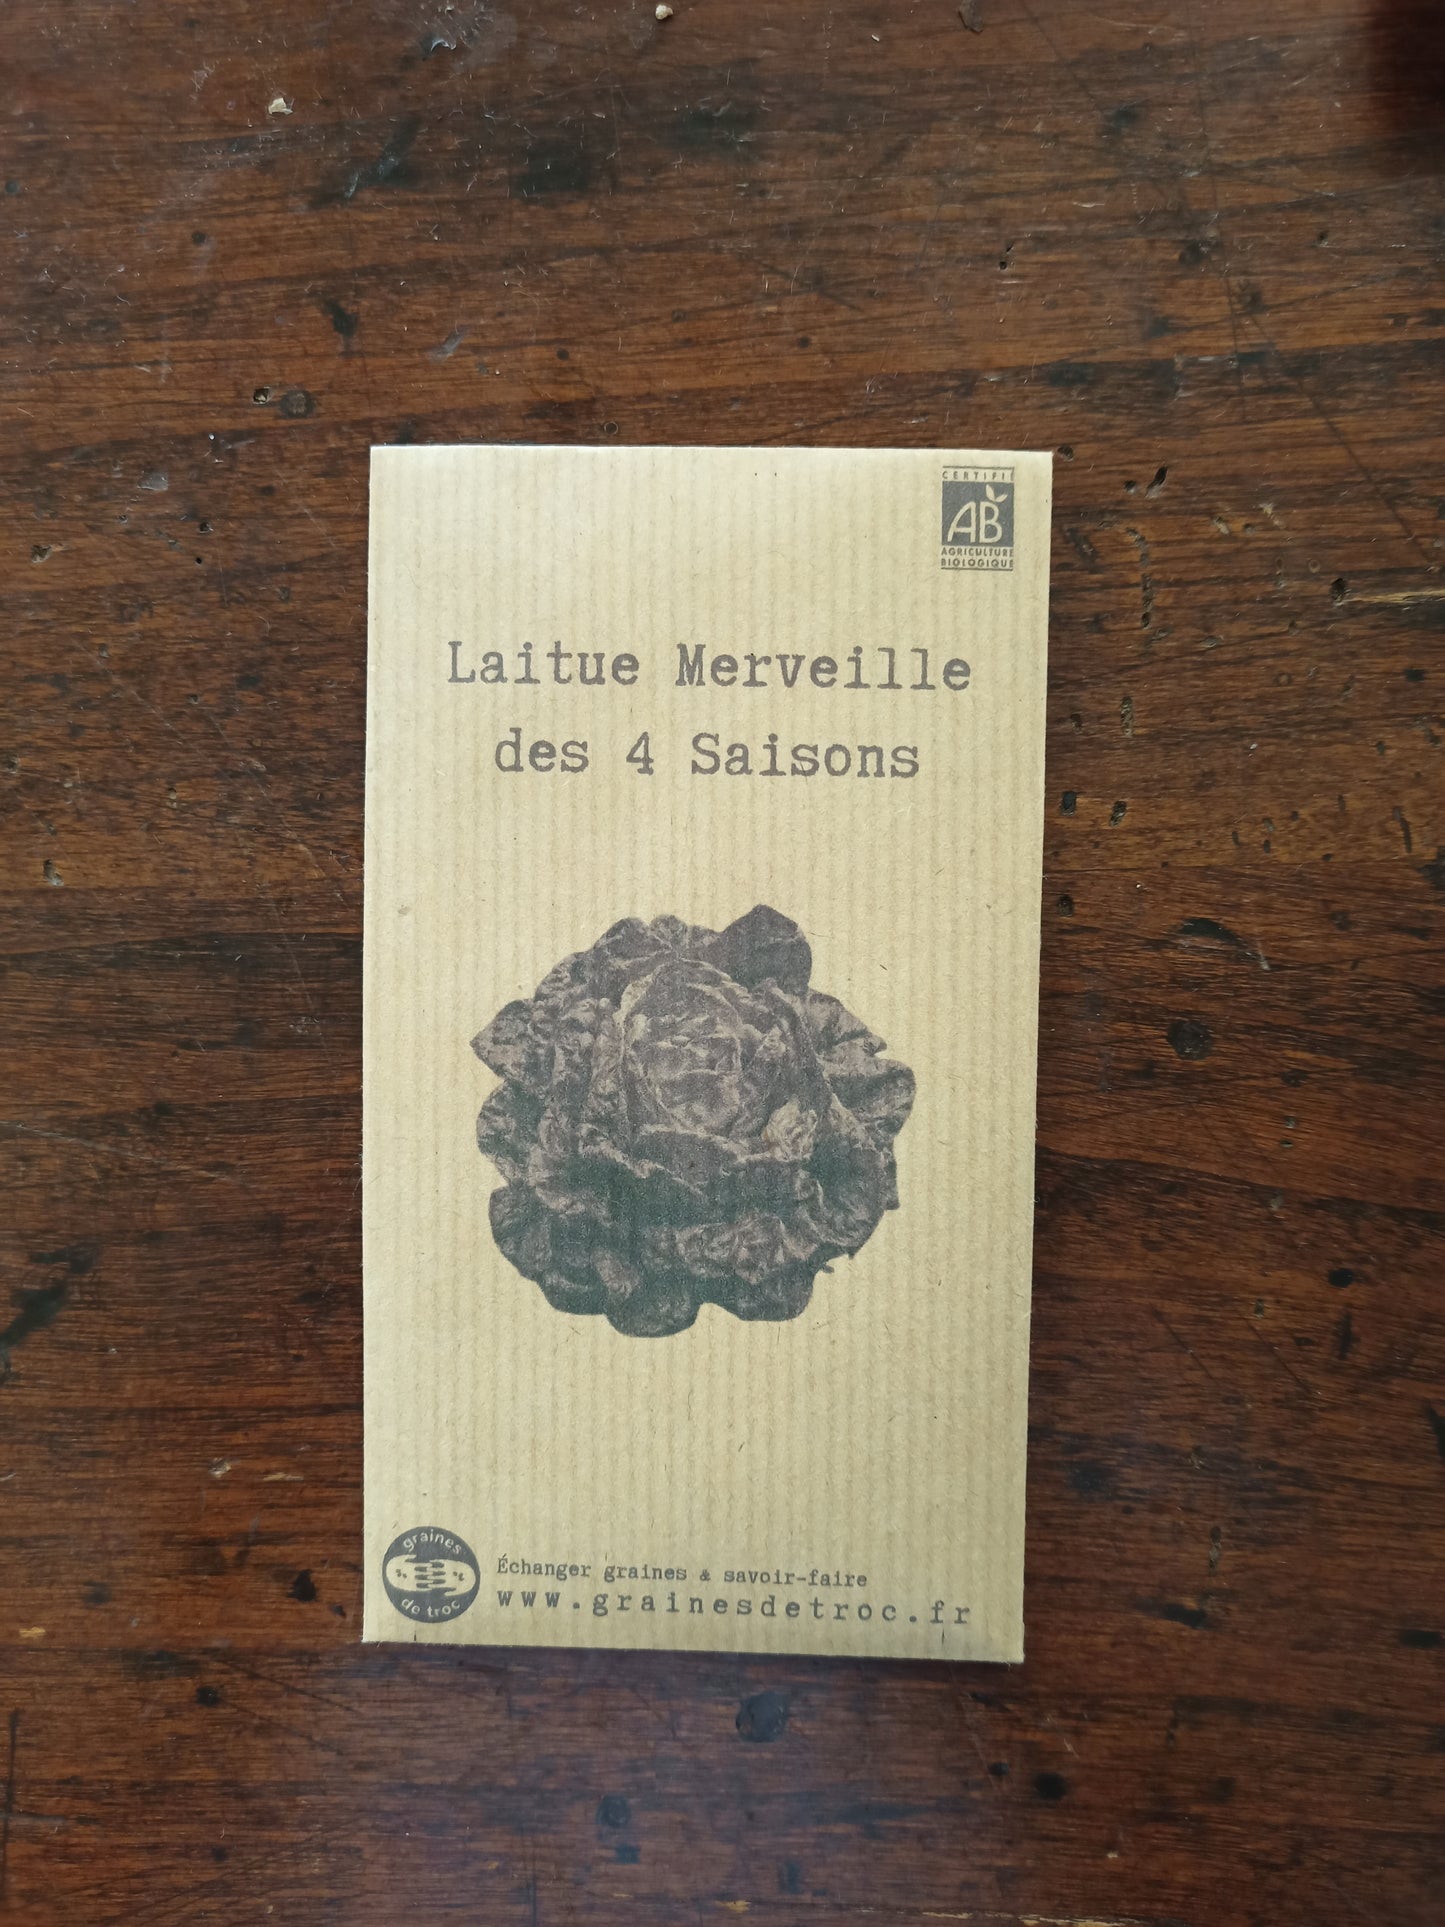 CERTIFIÉ
AB
AGRICULTURE
BIOLOGIQUE
Laitue Merveille
des 4 Saisons
graines
de troc
Échanger graines & savoir-faire
www.grainesdetroc.fr